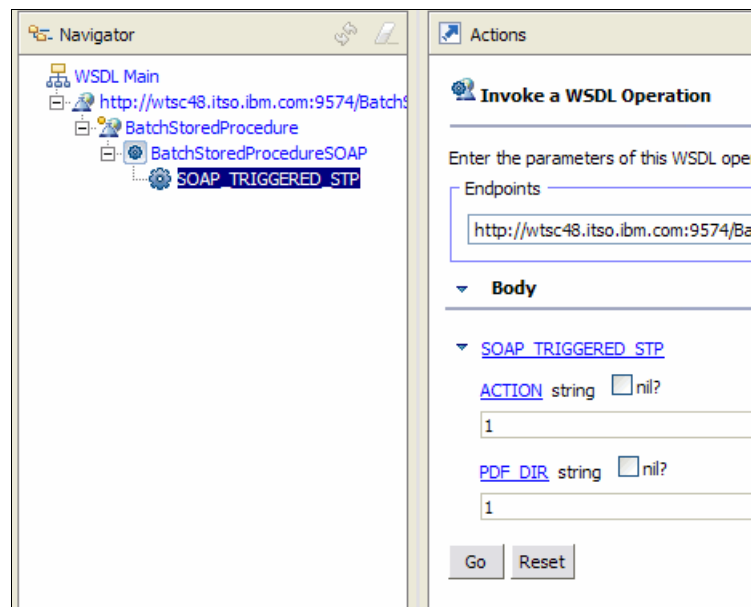 Navigator
WSDL Main
http://wtsc48.itso.ibm.com:9574/Batch
BatchStoredProcedure
BatchStoredProcedureSOAP
SOAP_TRIGGERED_STP
Actions
Invoke a WSDL Operation
Enter the parameters of this WSDL ope
Endpoints
http://wtsc48.itso.ibm.com:9574/Ba
Body
SOAP_TRIGGERED_STP
ACTION string nil?
1
PDF_DIR string nil?
1
Go Reset